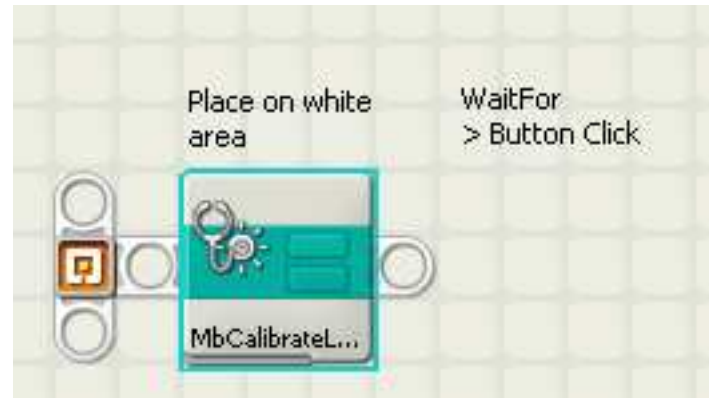 Place on white
area
WaitFor
> Button Click
MbCalibrateL...